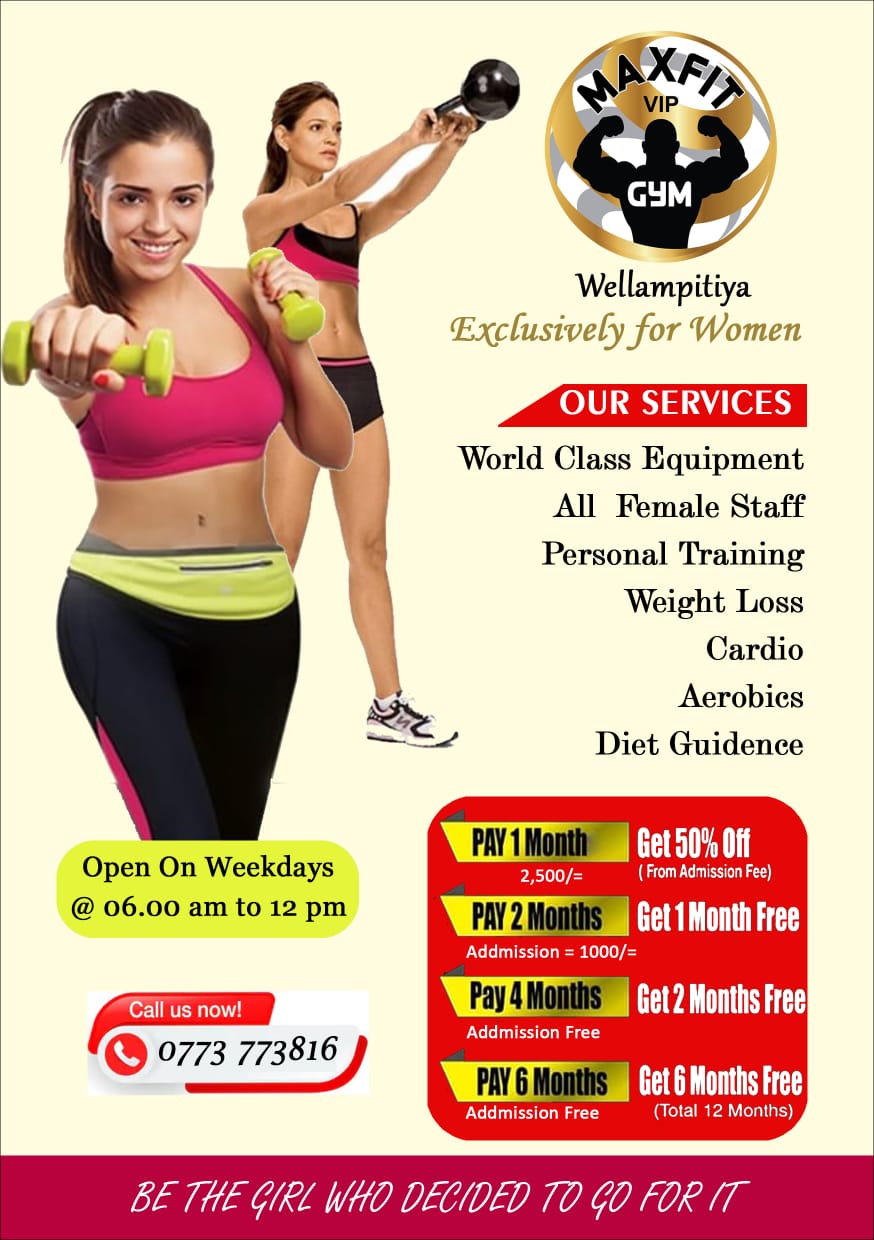 MAXFIT
VIP
GYM
Wellampitiya
Exclusively for Women
OUR SERVICES
World Class Equipment
All Female Staff
Personal Training
Weight Loss
Cardio
Aerobics
Diet Guidence
Open On Weekdays
@ 06.00 am to 12 pm
Call us now!
0773 773816
PAY 1 Month Get 50% Off
2,500/= ( From Admission Fee)
PAY 2 Months Get 1 Month Free
Addmission = 1000/=
Pay 4 Months Get 2 Months Free
Addmission Free
PAY 6 Months Get 6 Months Free
Addmission Free (Total 12 Months)
BE THE GIRL WHO DECIDED TO GO FOR IT